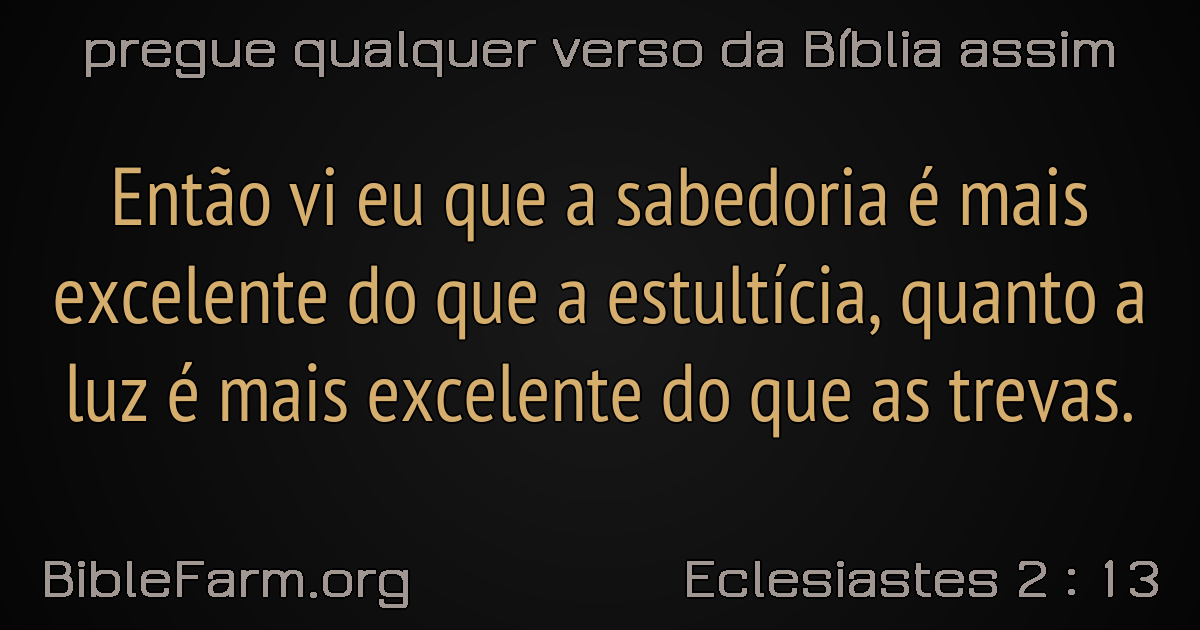 pregue qualquer verso da Bíblia assim
Então vi eu que a sabedoria é mais
excelente do que a estultícia, quanto a
luz é mais excelente do que as trevas.
BibleFarm.org
Eclesiastes 2 : 13